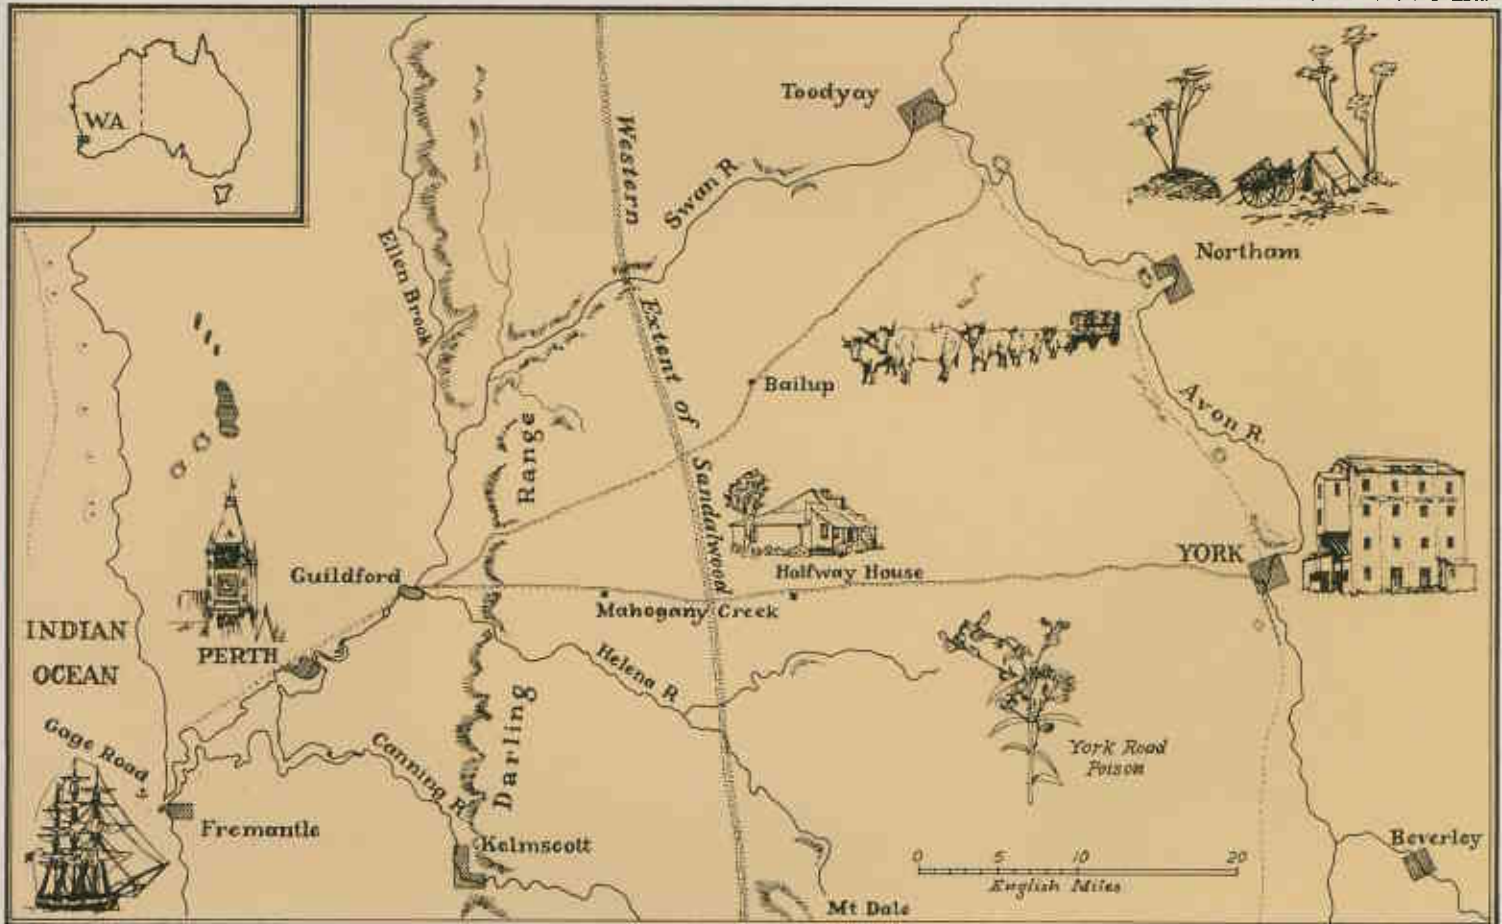 WA
Toodyay
Western Extent of Sandalwood
Swan R
Northam
Ellen Brook
Bailup
Avon R.
Darling Range
YORK
Guildford
Halfway House
Mahogany Creek
INDIAN
OCEAN
PERTH
Helena R
Gage Road
Canning R
York Road
Poison
Fremantle
Kelmscott
Beverley
0 5 10 20
English Miles
Mt Dale